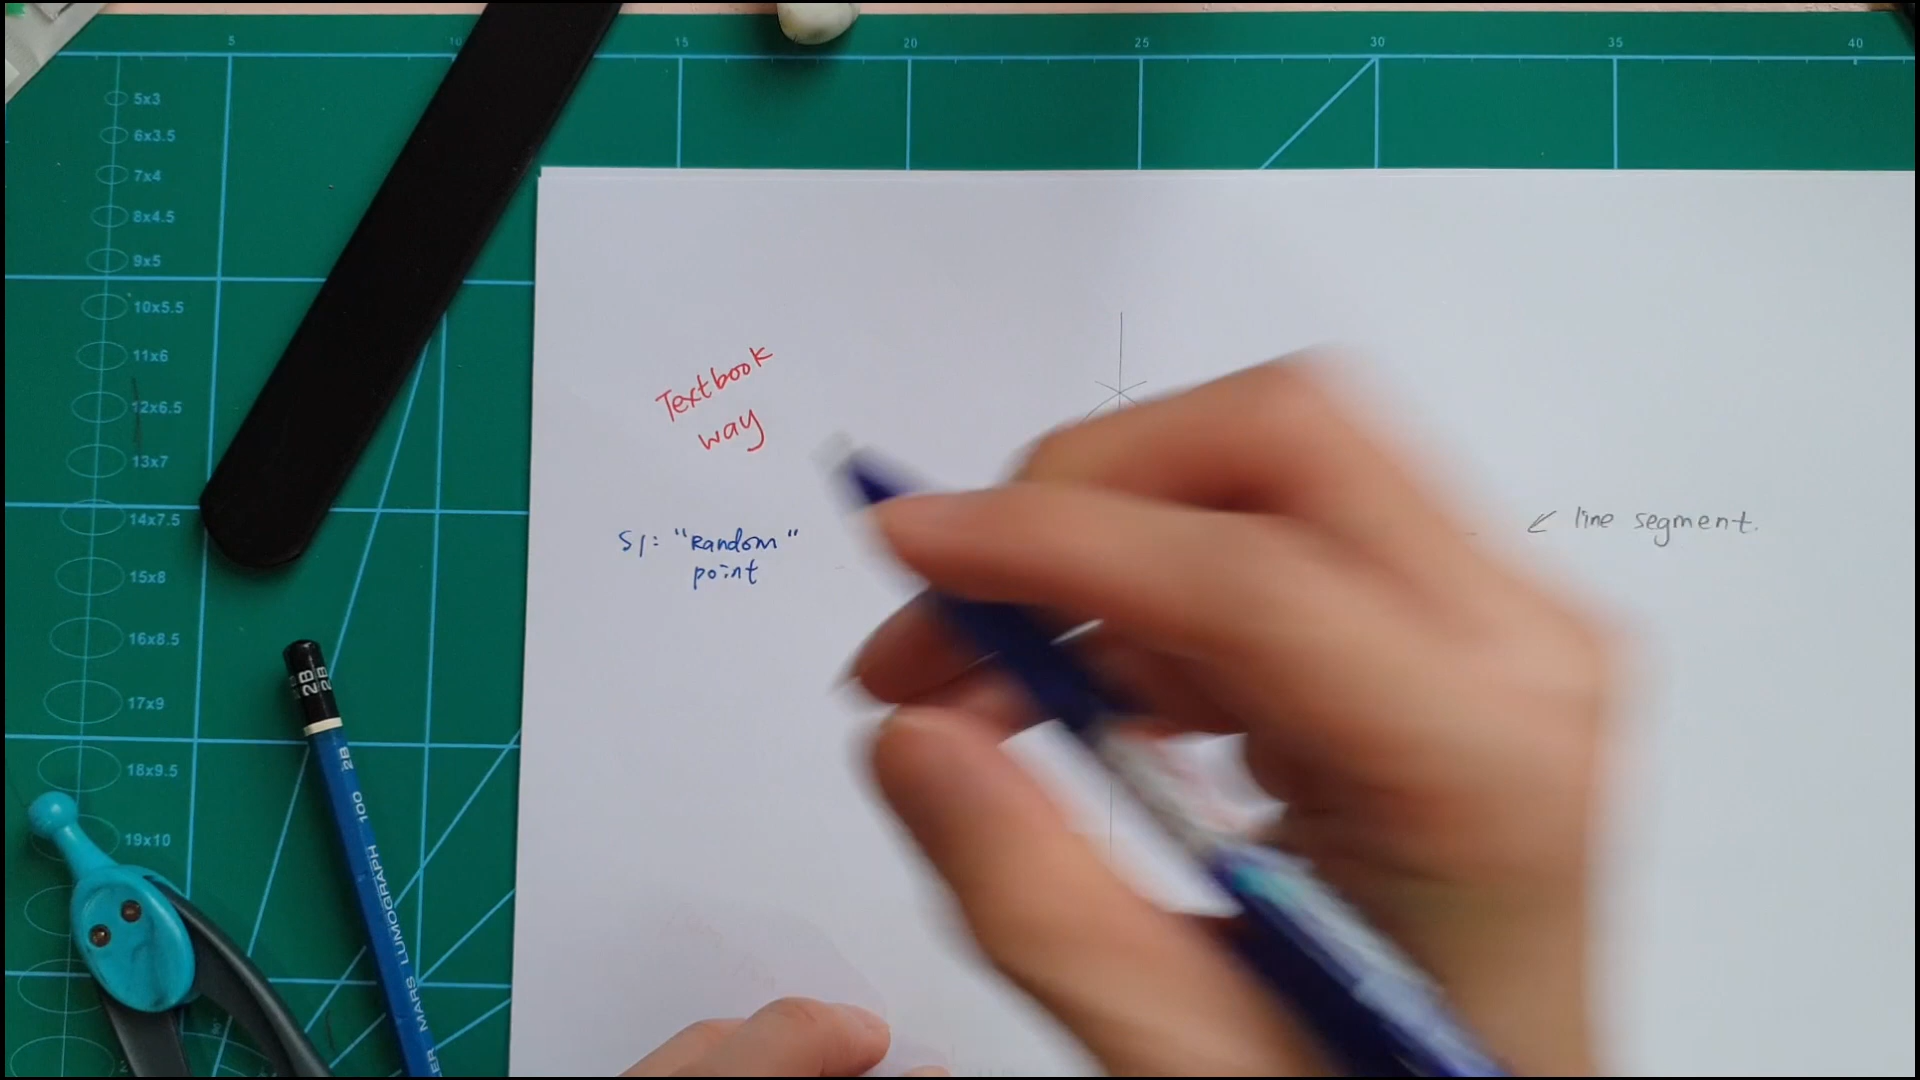 5
10
15
20
25
30
35
40
5x3
6x3.5
7x4
8x4.5
9x5
10x5.5
11x6
12x6.5
13x7
14x7.5
15x8
16x8.5
17x9
18x9.5
19x10
Textbook
way
S1: "Random"
point
← line segment.
2B
2B
MARS LUMOGRAPH 100 2B